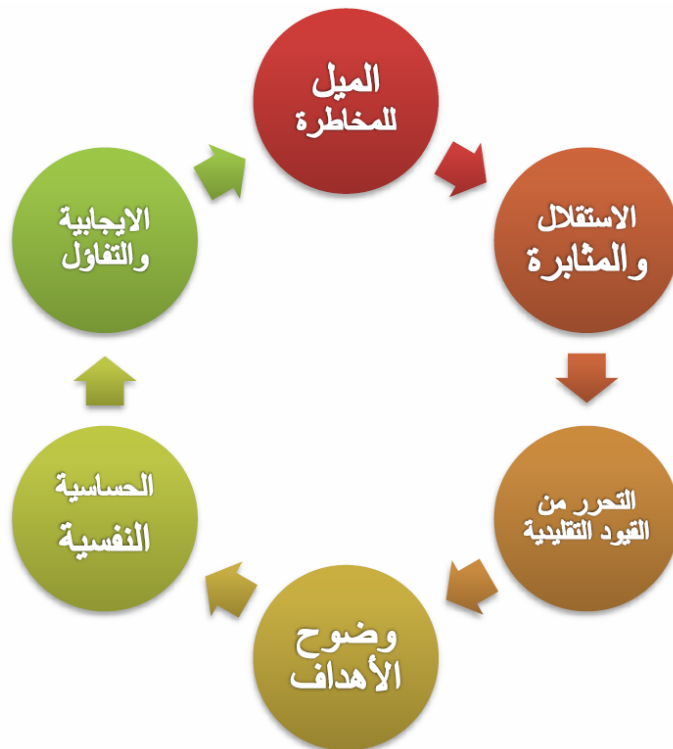 الميل
للمخاطرة
الاستقلال
والمثابرة
التحرر من
القيود التقليدية
وضوح
الأهداف
الحساسية
النفسية
الايجابية
والتفاؤل